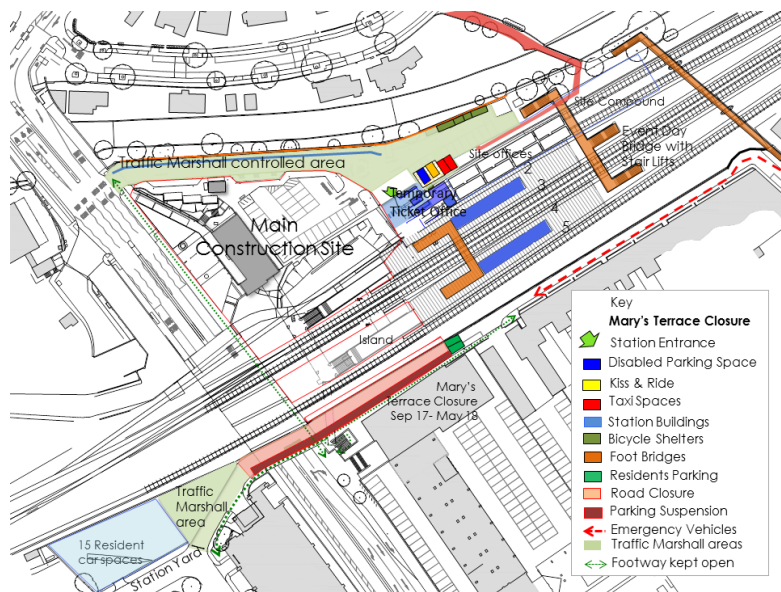 Site Compound
Traffic Marshall controlled area
Site offices
Event Day
Bridge with
Stair Lifts
2
3
4
5
Temporary
Ticket Office
Main
Construction Site
Island
Mary's
Terrace Closure
Sep 17- May 18
Traffic
Marshall
area
15 Resident
car spaces
Station Yard
Key
Mary's Terrace Closure
Station Entrance
Disabled Parking Space
Kiss & Ride
Taxi Spaces
Station Buildings
Bicycle Shelters
Foot Bridges
Residents Parking
Road Closure
Parking Suspension
Emergency Vehicles
Traffic Marshall areas
Footway kept open